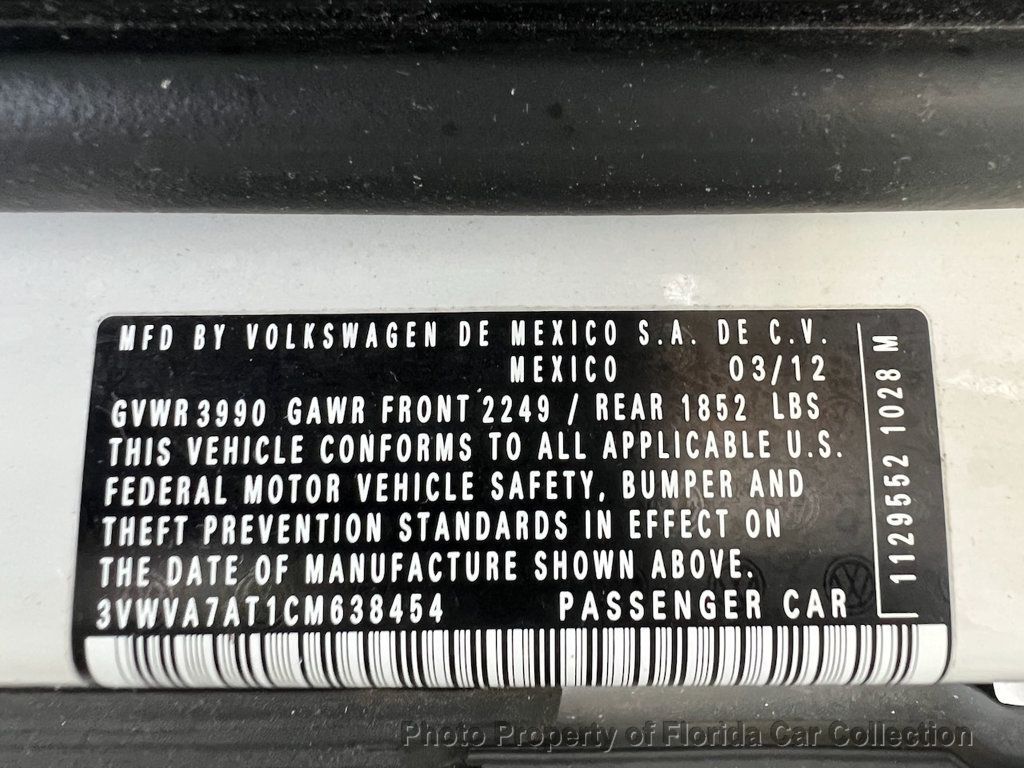 MFD BY VOLKSWAGEN DE MEXICO S.A. DE C.V.
MEXICO 03/12
GVWR 3990 GAWR FRONT 2249 / REAR 1852 LBS
THIS VEHICLE CONFORMS TO ALL APPLICABLE U.S.
FEDERAL MOTOR VEHICLE SAFETY, BUMPER AND
THEFT PREVENTION STANDARDS IN EFFECT ON
THE DATE OF MANUFACTURE SHOWN ABOVE.
3VWVA7AT1CM638454 PASSENGER CAR
1129552 1028 M
Photo Property of Florida Car Collection